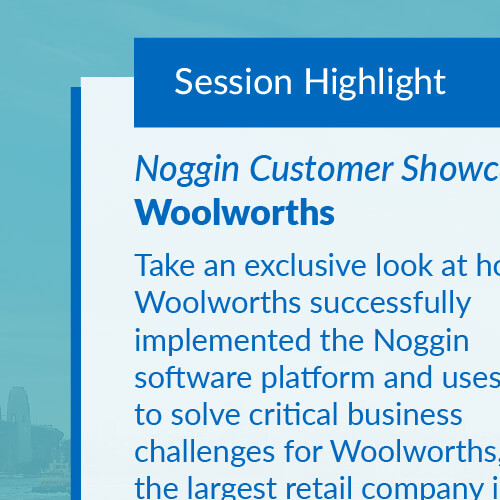 Session Highlight
Noggin Customer Showc
Woolworths
Take an exclusive look at ho
Woolworths successfully
implemented the Noggin
software platform and uses
to solve critical business
challenges for Woolworths,
the largest retail company i